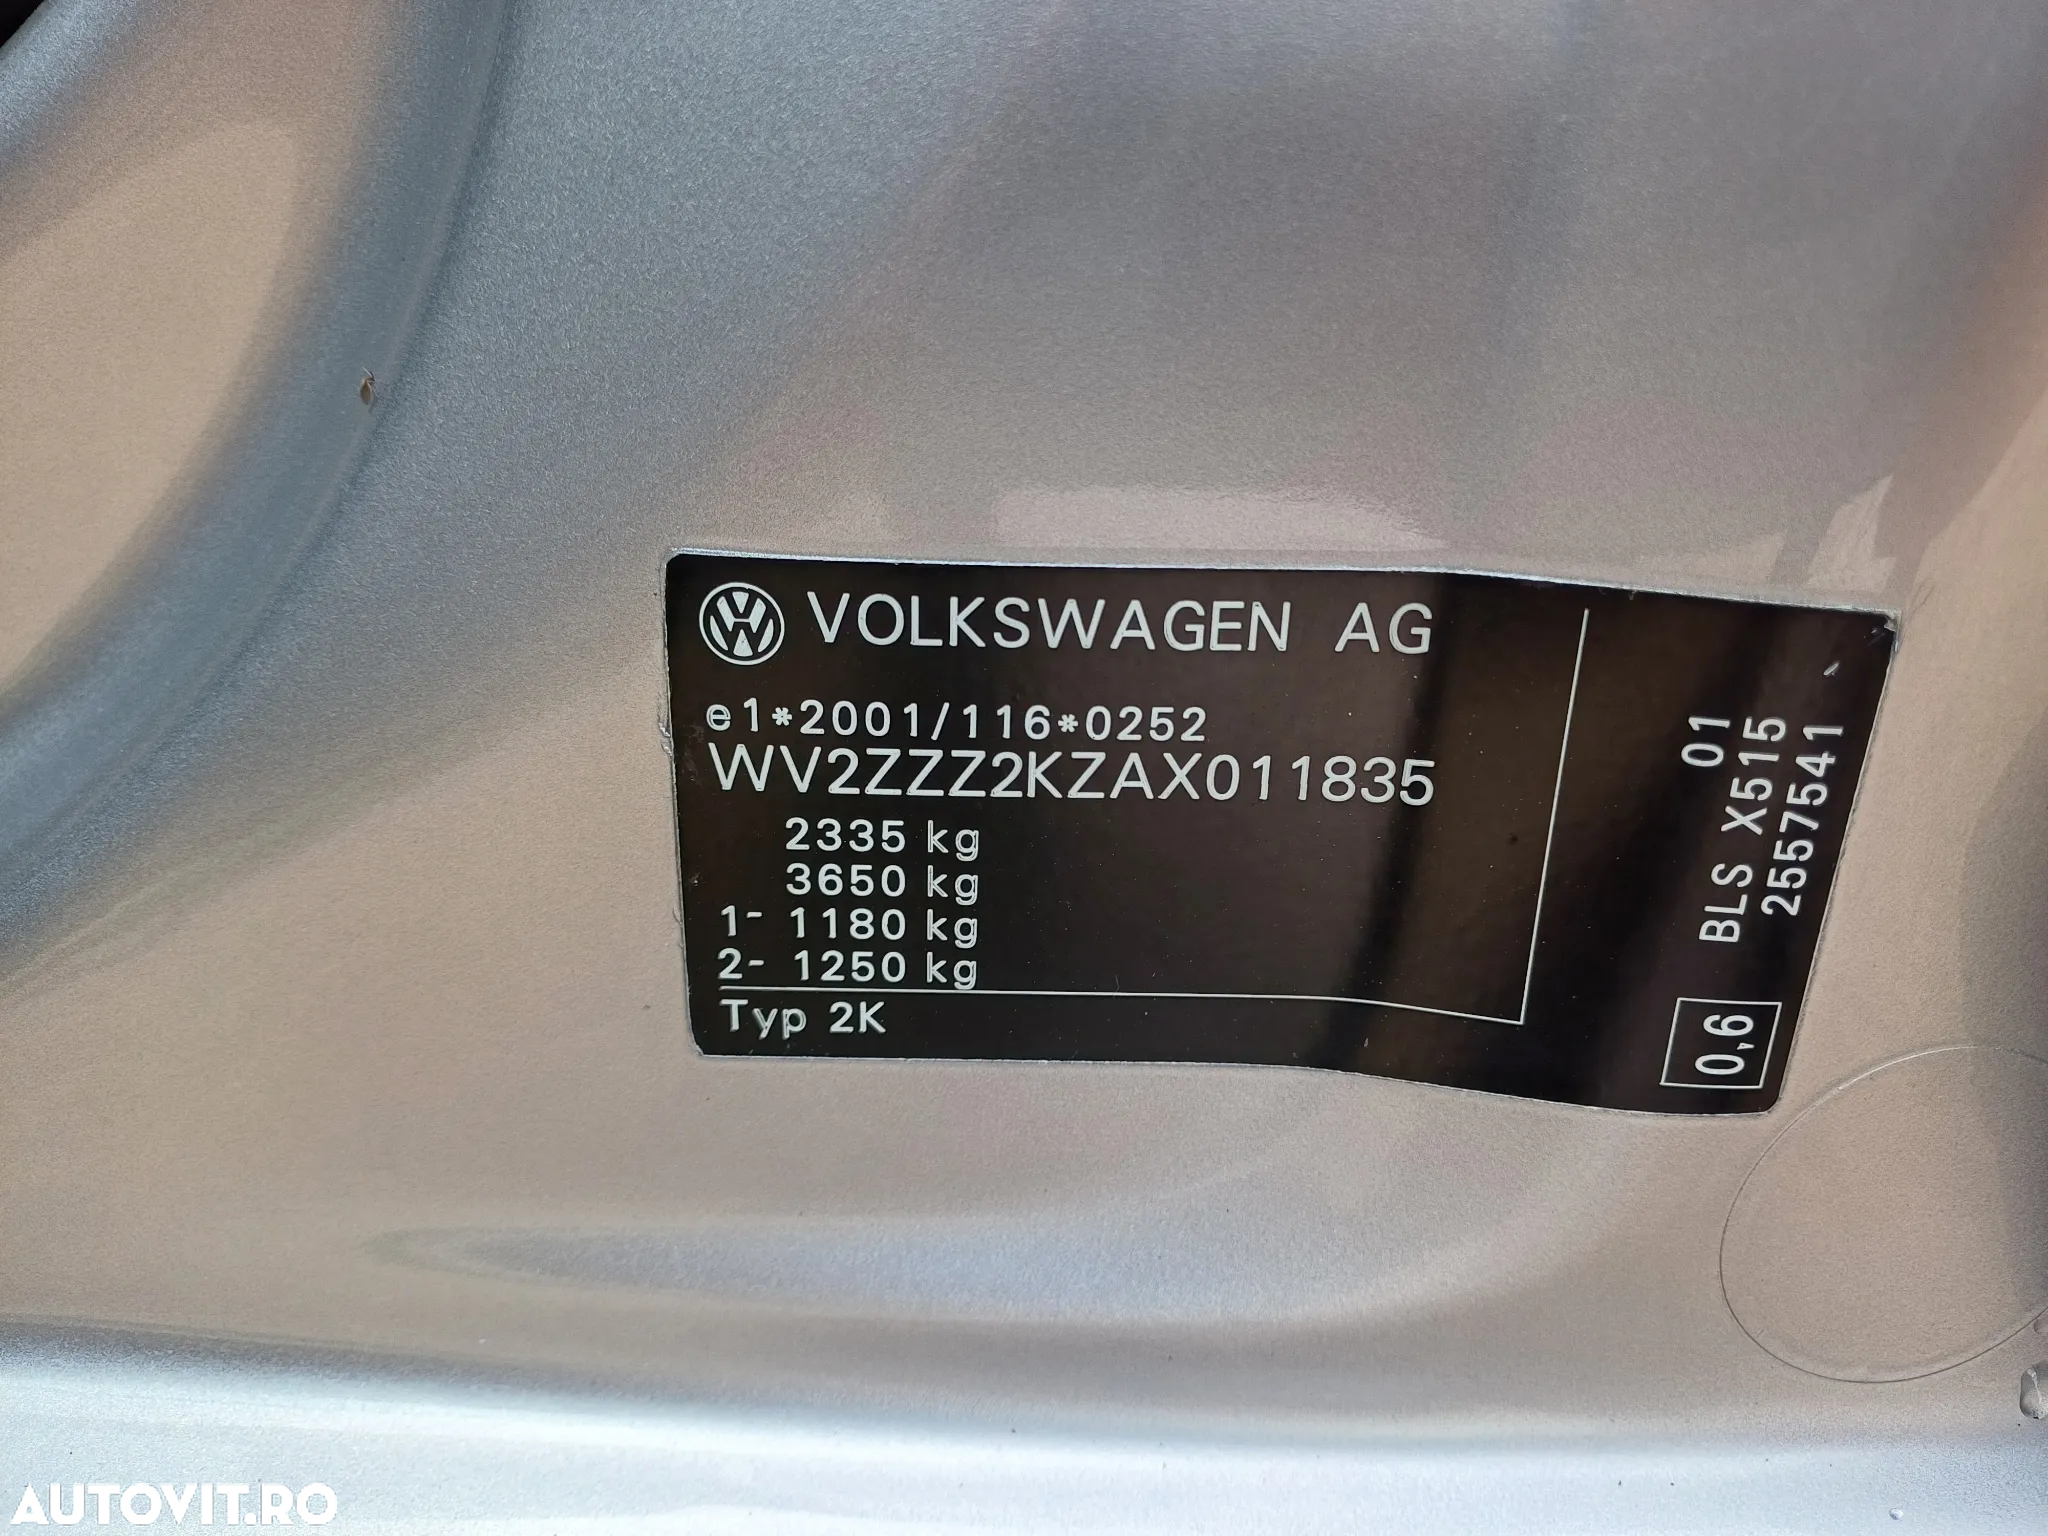 VOLKSWAGEN AG
e1*2001/116*0252
WV2ZZZ2KZAX011835
2335 kg
3650 kg
1- 1180 kg
2- 1250 kg
Typ 2K
01
BLS X515
2557541
0,6
AUTOVIT.RO